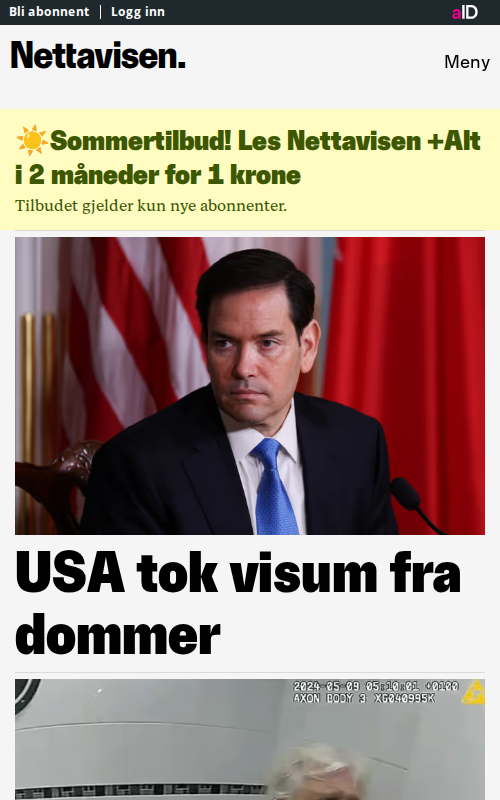 Bli abonnent
Logg inn
aID
Nettavisen.
Meny
☀️Sommertilbud! Les Nettavisen +Alt
i 2 måneder for 1 krone
Tilbudet gjelder kun nye abonnenter.
USA tok visum fra
dommer
2024-05-09 05:10:01 +0100
AXON BODY 3 X6040995K